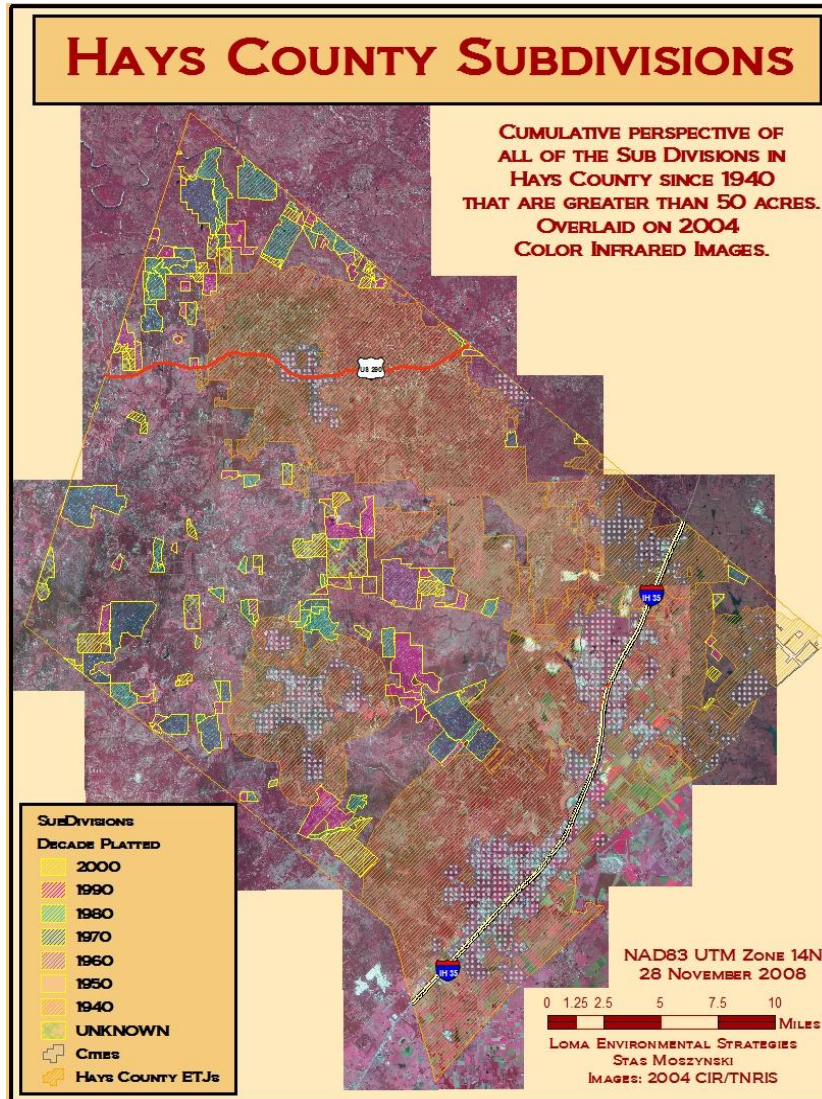 HAYS COUNTY SUBDIVISIONS
CUMULATIVE PERSPECTIVE OF
ALL OF THE SUB DIVISIONS IN
HAYS COUNTY SINCE 1940
THAT ARE GREATER THAN 50 ACRES.
OVERLAID ON 2004
COLOR INFRARED IMAGES.
US 290
IH 35
IH 35
SUBDIVISIONS
DECADE PLATTED
2000
1990
1980
1970
1960
1950
1940
UNKNOWN
CITIES
HAYS COUNTY ETJS
NAD83 UTM ZONE 14N
28 NOVEMBER 2008
0 1.25 2.5 5 7.5 10
MILES
LOMA ENVIRONMENTAL STRATEGIES
STAS MOSZYNSKI
IMAGES: 2004 CIR/TNRIS